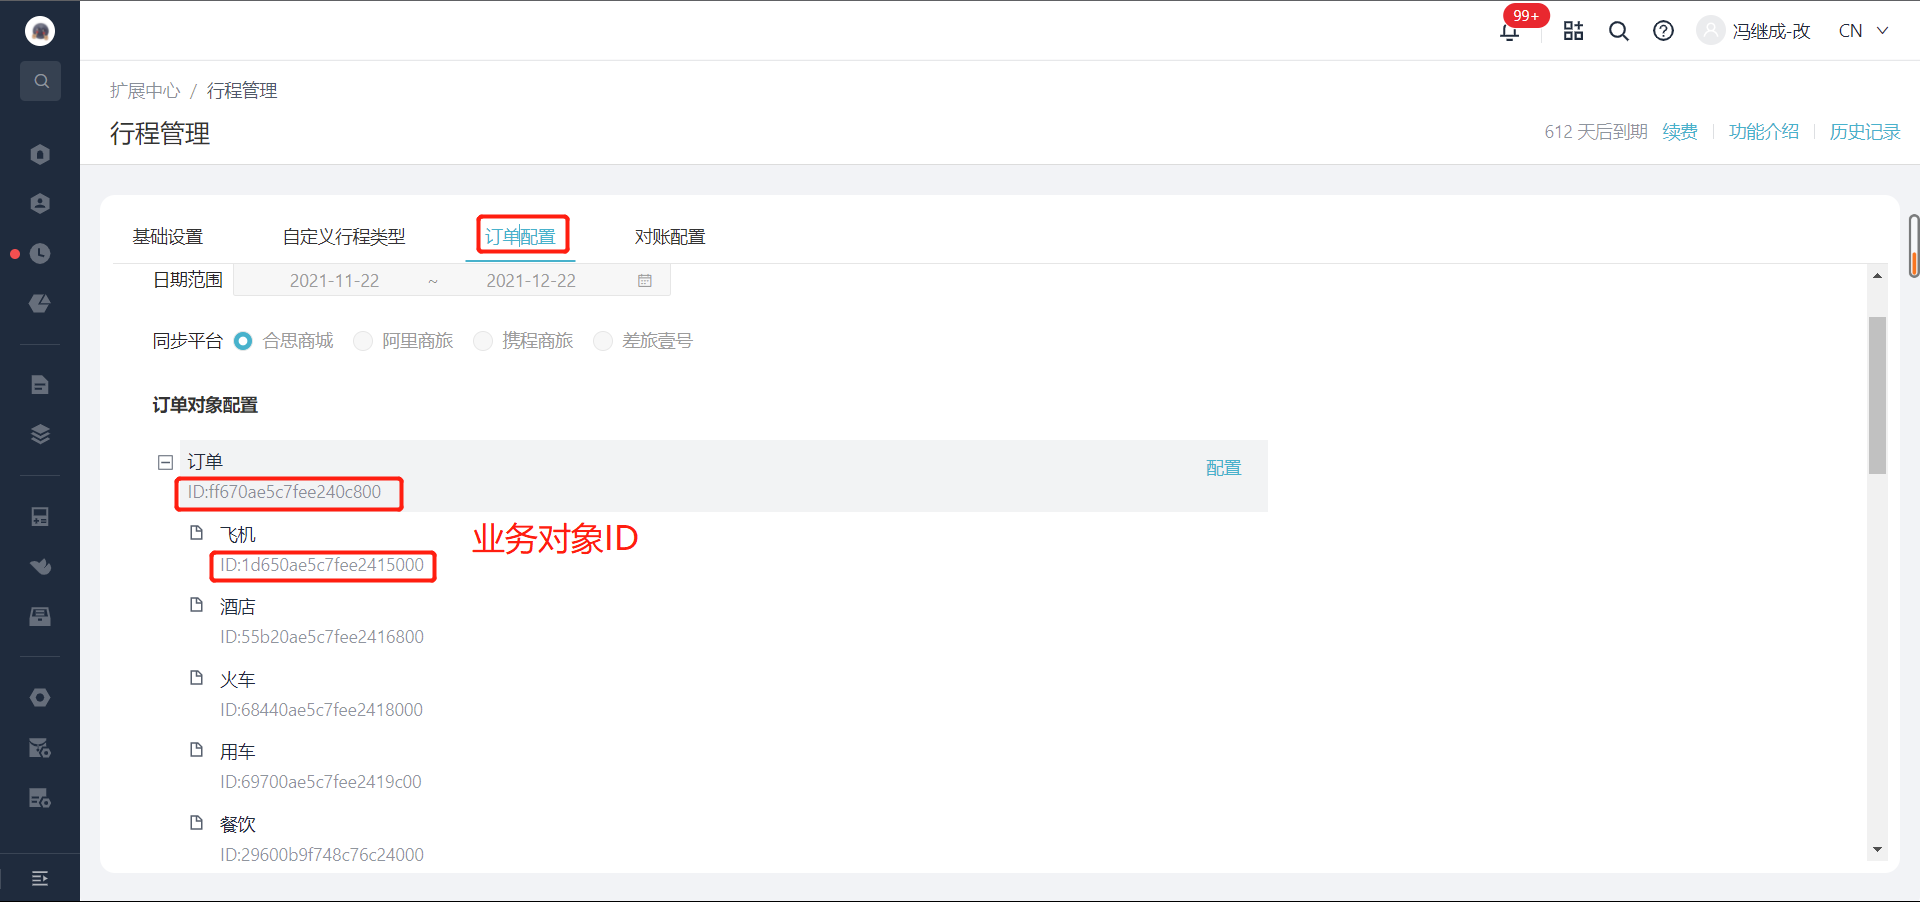 99+
冯继成-改
CN
扩展中心 / 行程管理
行程管理
612 天后到期 续费 功能介绍 历史记录
基础设置 自定义行程类型 订单配置 对账配置
日期范围 2021-11-22 ~ 2021-12-22
同步平台 合思商城 阿里商旅 携程商旅 差旅壹号
订单对象配置
订单
配置
ID:ff670ae5c7fee240c800
飞机
业务对象ID
ID:1d650ae5c7fee2415000
酒店
ID:55b20ae5c7fee2416800
火车
ID:68440ae5c7fee2418000
用车
ID:69700ae5c7fee2419c00
餐饮
ID:29600b9f748c76c24000